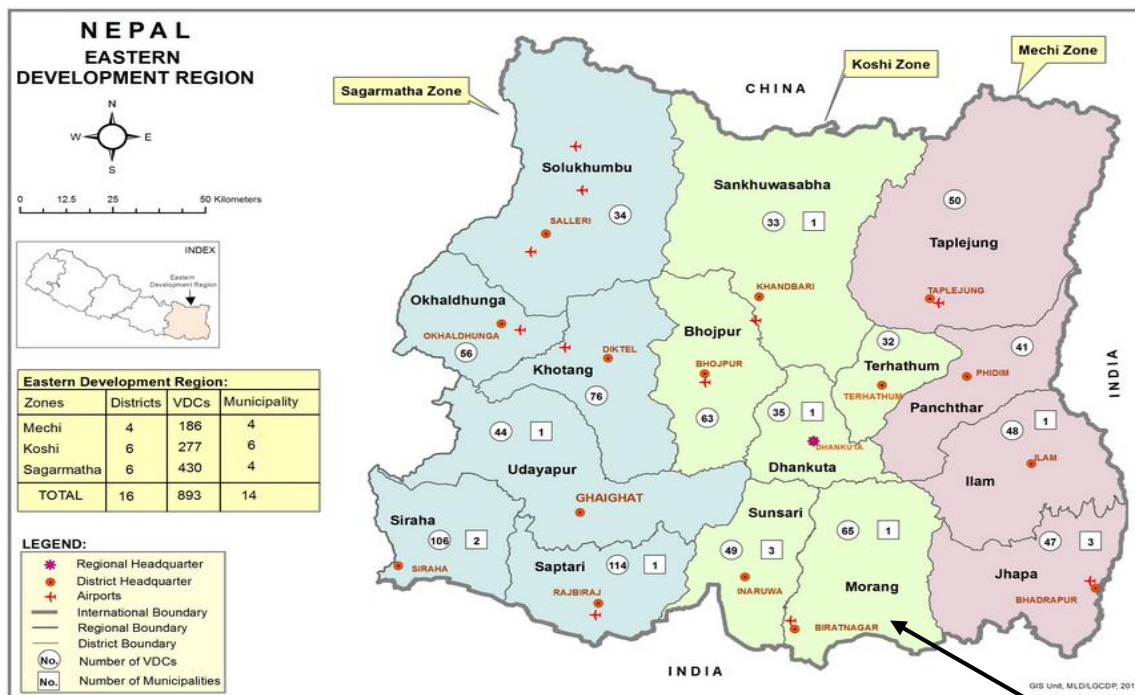 NEPAL
EASTERN
DEVELOPMENT REGION
N
W
E
S
0 12.5 25 50 Kilometers
INDEX
Eastern
Development Region
Eastern Development Region:
Zones Districts VDCs Municipality
Mechi 4 186 4
Koshi 6 277 6
Sagarmatha 6 430 4
TOTAL 16 893 14
LEGEND:
Regional Headquarter
District Headquarter
Airports
International Boundary
Regional Boundary
District Boundary
No. Number of VDCs
No. Number of Municipalities
Sagarmatha Zone
Koshi Zone
Mechi Zone
CHINA
INDIA
INDIA
Solukhumbu
34
SALLERI
Sankhuwasabha
33 1
KHANDBARI
50
Taplejung
TAPLEJUNG
Okhaldhunga
OKHALDHUNGA
56
DIKTEL
Khotang
76
Bhojpur
BHOJPUR
63
32
Terhathum
TERHATHUM
41
PHIDIM
Panchthar
35 1
DHANKUTA
Dhankuta
48 1
ILAM
Ilam
44 1
Udayapur
GHAIGHAT
Siraha
106 2
SIRAHA
Saptari
114 1
RAJBIRAJ
Sunsari
49 3
INARUWA
65 1
Morang
BIRATNAGAR
47 3
Jhapa
BHADRAPUR
GIS Unit, MLD/LGCDP, 201